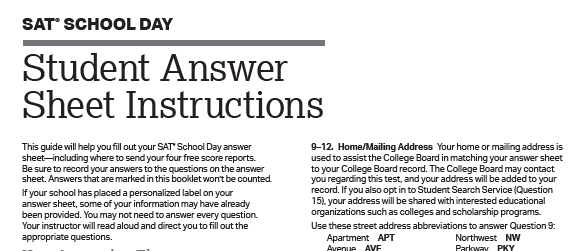 SAT® SCHOOL DAY
Student Answer
Sheet Instructions
This guide will help you fill out your SAT® School Day answer
sheet—including where to send your four free score reports.
Be sure to record your answers to the questions on the answer
sheet. Answers that are marked in this booklet won't be counted.
If your school has placed a personalized label on your
answer sheet, some of your information may have already
been provided. You may not need to answer every question.
Your instructor will read aloud and direct you to fill out the
appropriate questions.
9–12. Home/Mailing Address Your home or mailing address is
used to assist the College Board in matching your answer sheet
to your College Board record. The College Board may contact
you regarding this test, and your address will be added to your
record. If you also opt in to Student Search Service (Question
15), your address will be shared with interested educational
organizations such as colleges and scholarship programs.
Use these street address abbreviations to answer Question 9:
Apartment APT Northwest NW
Avenue AVE Parkway PKY